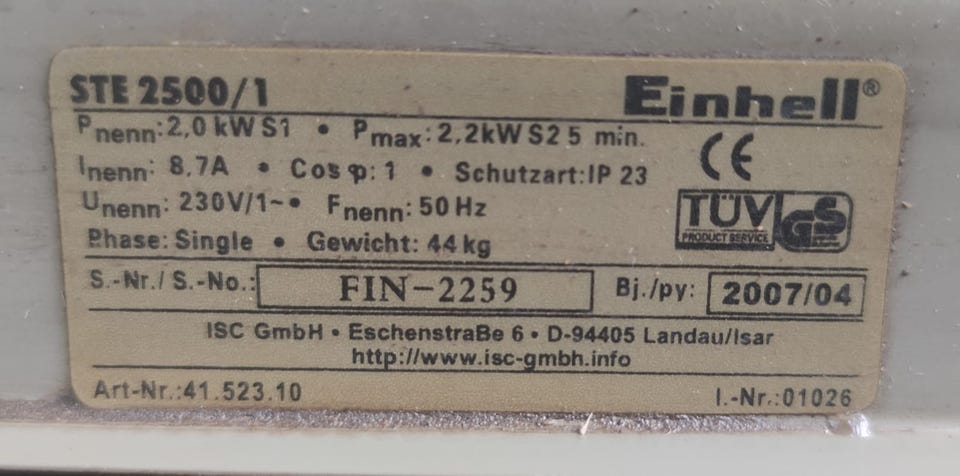 STE 2500/1 Einhell®
Pnenn:2,0 kW S1 • Pmax:2,2kW S2 5 min.
CE
Inenn: 8,7A • Cos φ: 1 • Schutzart:IP 23
Unenn: 230V/1~ • Fnenn: 50 Hz
TÜV GS
PRODUCT SERVICE
Phase: Single • Gewicht: 44 kg
S.-Nr./ S.-No.: FIN-2259 Bj./py: 2007/04
ISC GmbH • Eschenstraße 6 • D-94405 Landau/Isar
http://www.isc-gmbh.info
Art-Nr.:41.523.10 I.-Nr.:01026